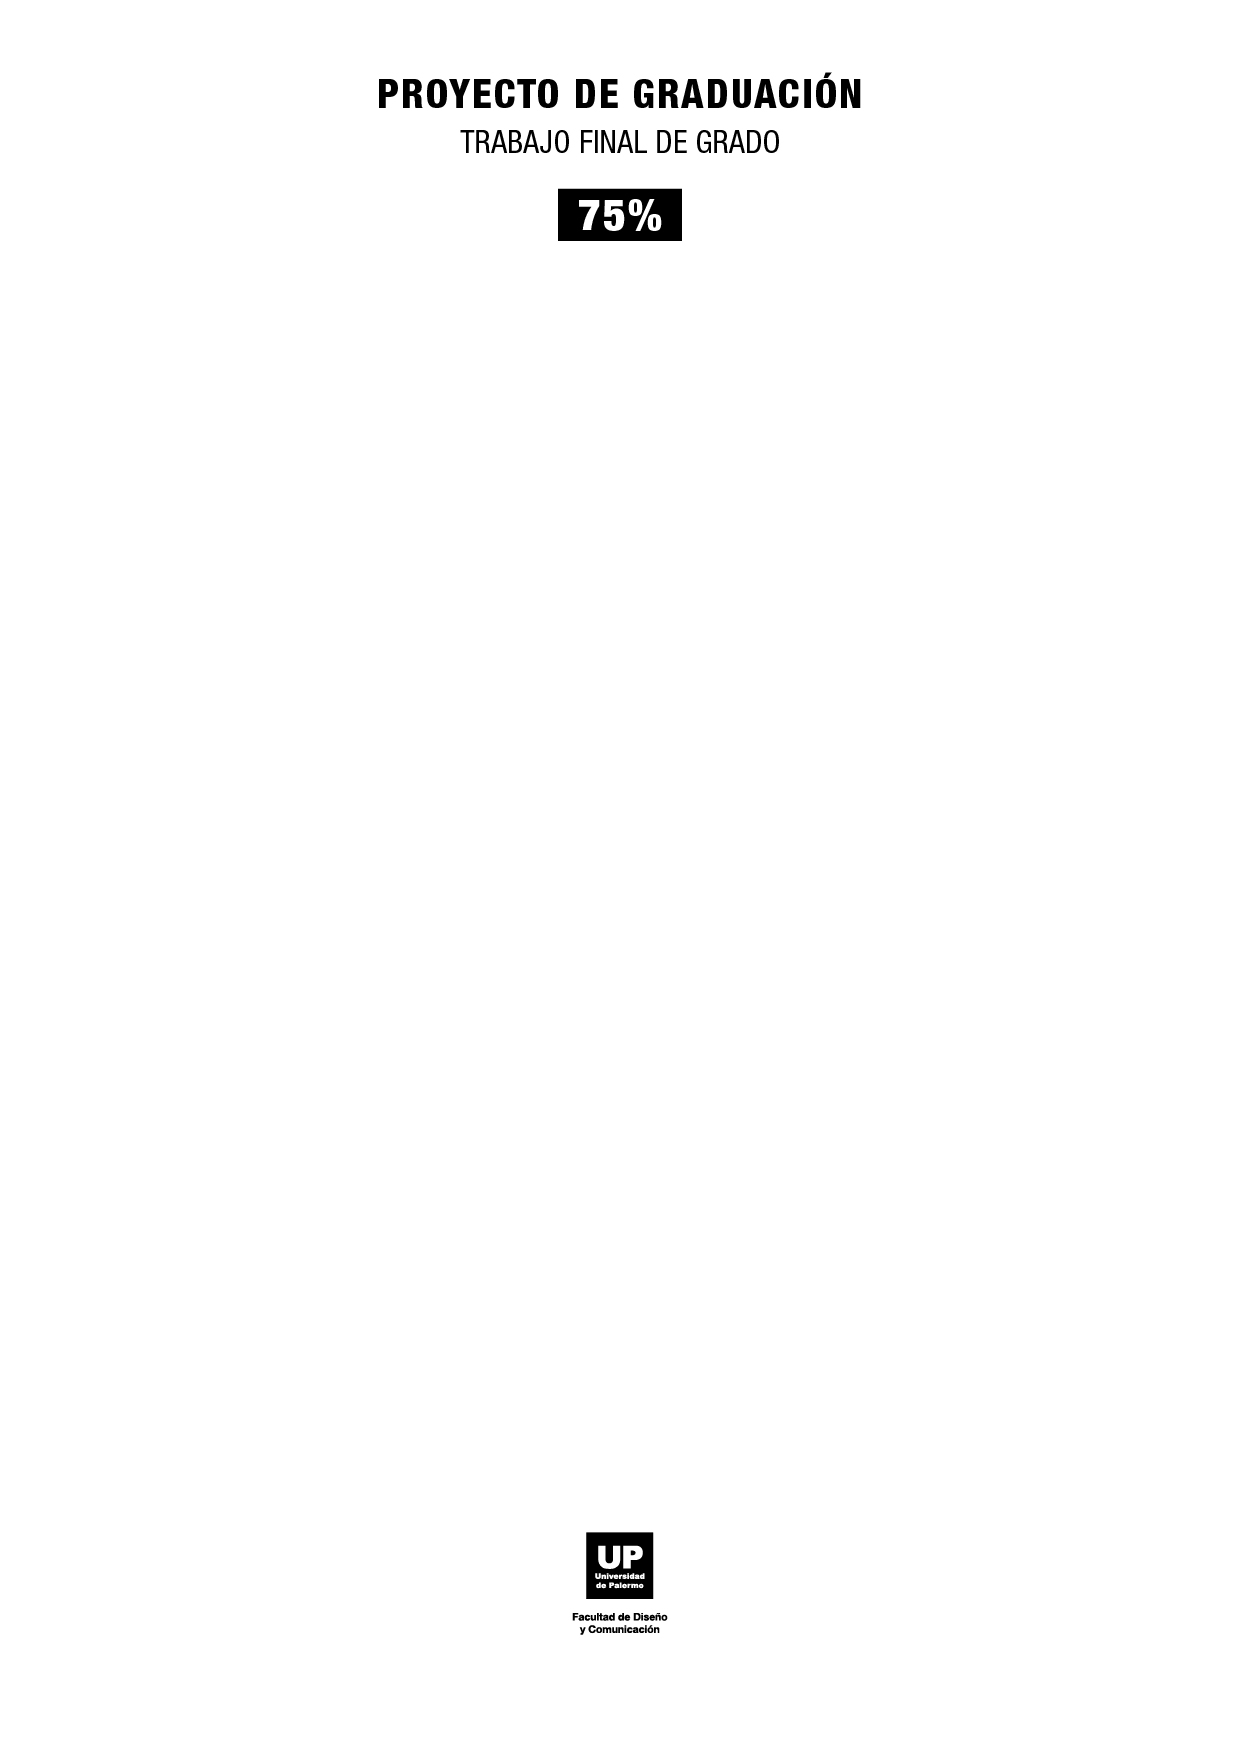 PROYECTO DE GRADUACIÓN
TRABAJO FINAL DE GRADO
75%
UP
Universidad
de Palermo
Facultad de Diseño
y Comunicación